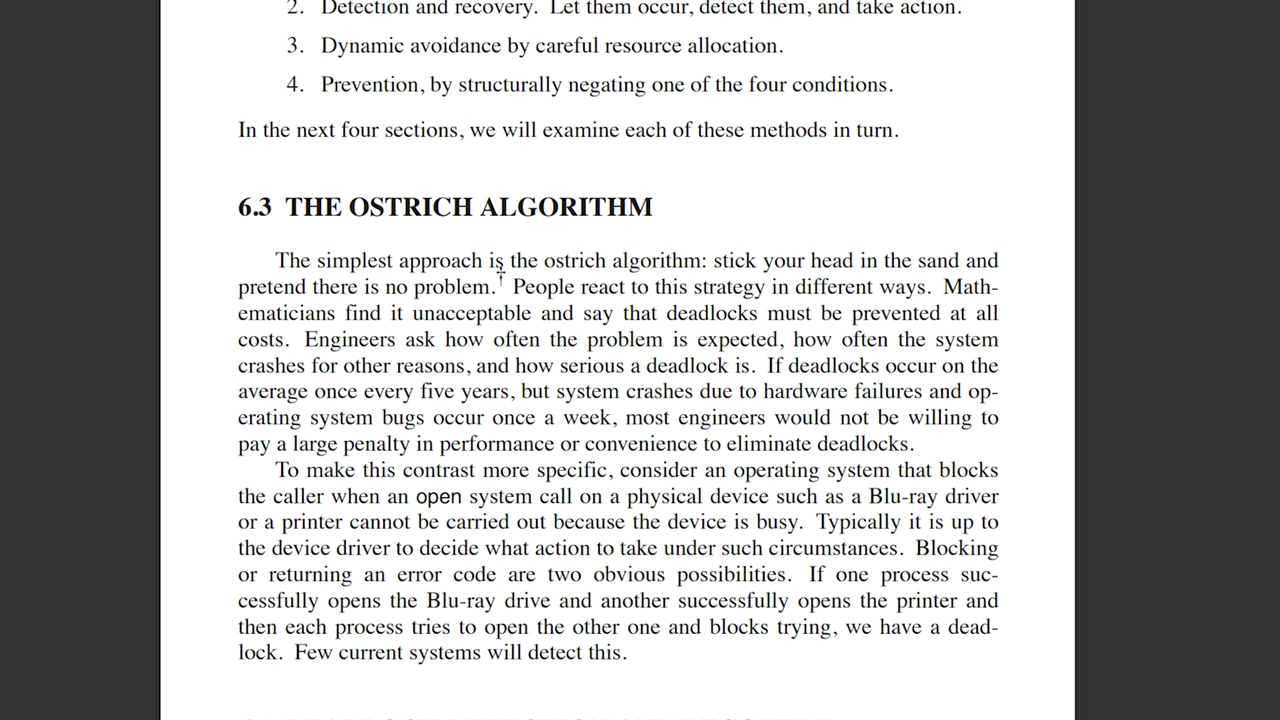 2. Detection and recovery. Let them occur, detect them, and take action.
3. Dynamic avoidance by careful resource allocation.
4. Prevention, by structurally negating one of the four conditions.
In the next four sections, we will examine each of these methods in turn.
6.3 THE OSTRICH ALGORITHM
The simplest approach is the ostrich algorithm: stick your head in the sand and
pretend there is no problem.† People react to this strategy in different ways. Math-
ematicians find it unacceptable and say that deadlocks must be prevented at all
costs. Engineers ask how often the problem is expected, how often the system
crashes for other reasons, and how serious a deadlock is. If deadlocks occur on the
average once every five years, but system crashes due to hardware failures and op-
erating system bugs occur once a week, most engineers would not be willing to
pay a large penalty in performance or convenience to eliminate deadlocks.
To make this contrast more specific, consider an operating system that blocks
the caller when an open system call on a physical device such as a Blu-ray driver
or a printer cannot be carried out because the device is busy. Typically it is up to
the device driver to decide what action to take under such circumstances. Blocking
or returning an error code are two obvious possibilities. If one process suc-
cessfully opens the Blu-ray drive and another successfully opens the printer and
then each process tries to open the other one and blocks trying, we have a dead-
lock. Few current systems will detect this.